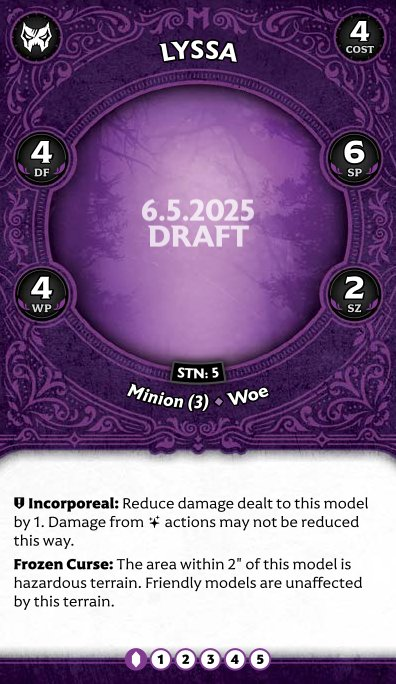 4
COST
LYSSA
4
DF
6
SP
6.5.2025
DRAFT
4
WP
2
SZ
STN: 5
Minion (3) ◆ Woe
Incorporeal: Reduce damage dealt to this model
by 1. Damage from actions may not be reduced
this way.
Frozen Curse: The area within 2" of this model is
hazardous terrain. Friendly models are unaffected
by this terrain.
1 2 3 4 5